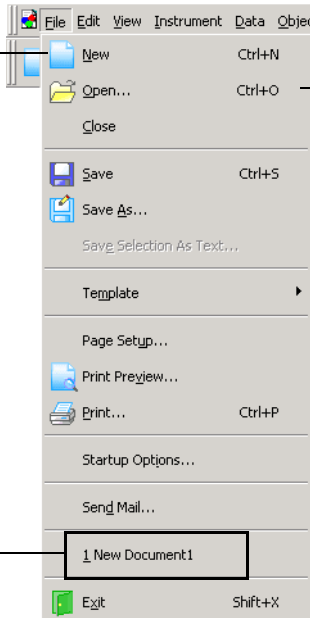 File Edit View Instrument Data Objec
New Ctrl+N
Open... Ctrl+O
Close
Save Ctrl+S
Save As...
Save Selection As Text...
Template
Page Setup...
Print Preview...
Print... Ctrl+P
Startup Options...
Send Mail...
1 New Document1
Exit Shift+X